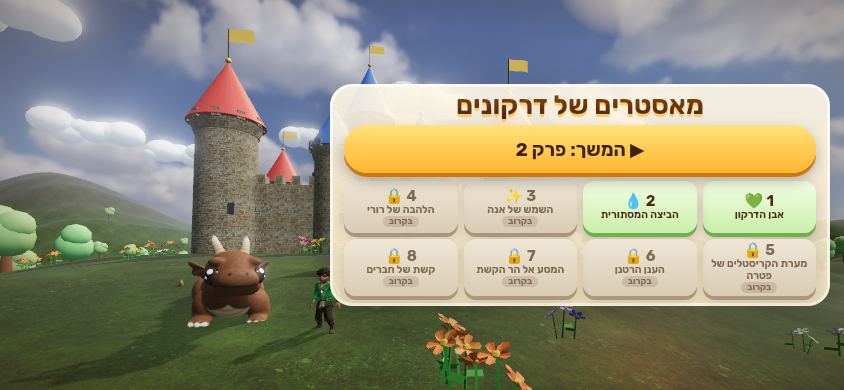 מאסטרים של דרקונים
▶ המשך: פרק 2
1 💚
אבן הדרקון
2 💧
הביצה המסתורית
3 ✨
השמש של אנה
בקרוב
4 🔒
הלהבה של רורי
בקרוב
5 🔒
מערת הקריסטלים של
פטרה
בקרוב
6 🔒
הענן הרטנן
בקרוב
7 🔒
המסע אל הר הקשת
בקרוב
8 🔒
קשת של חברים
בקרוב